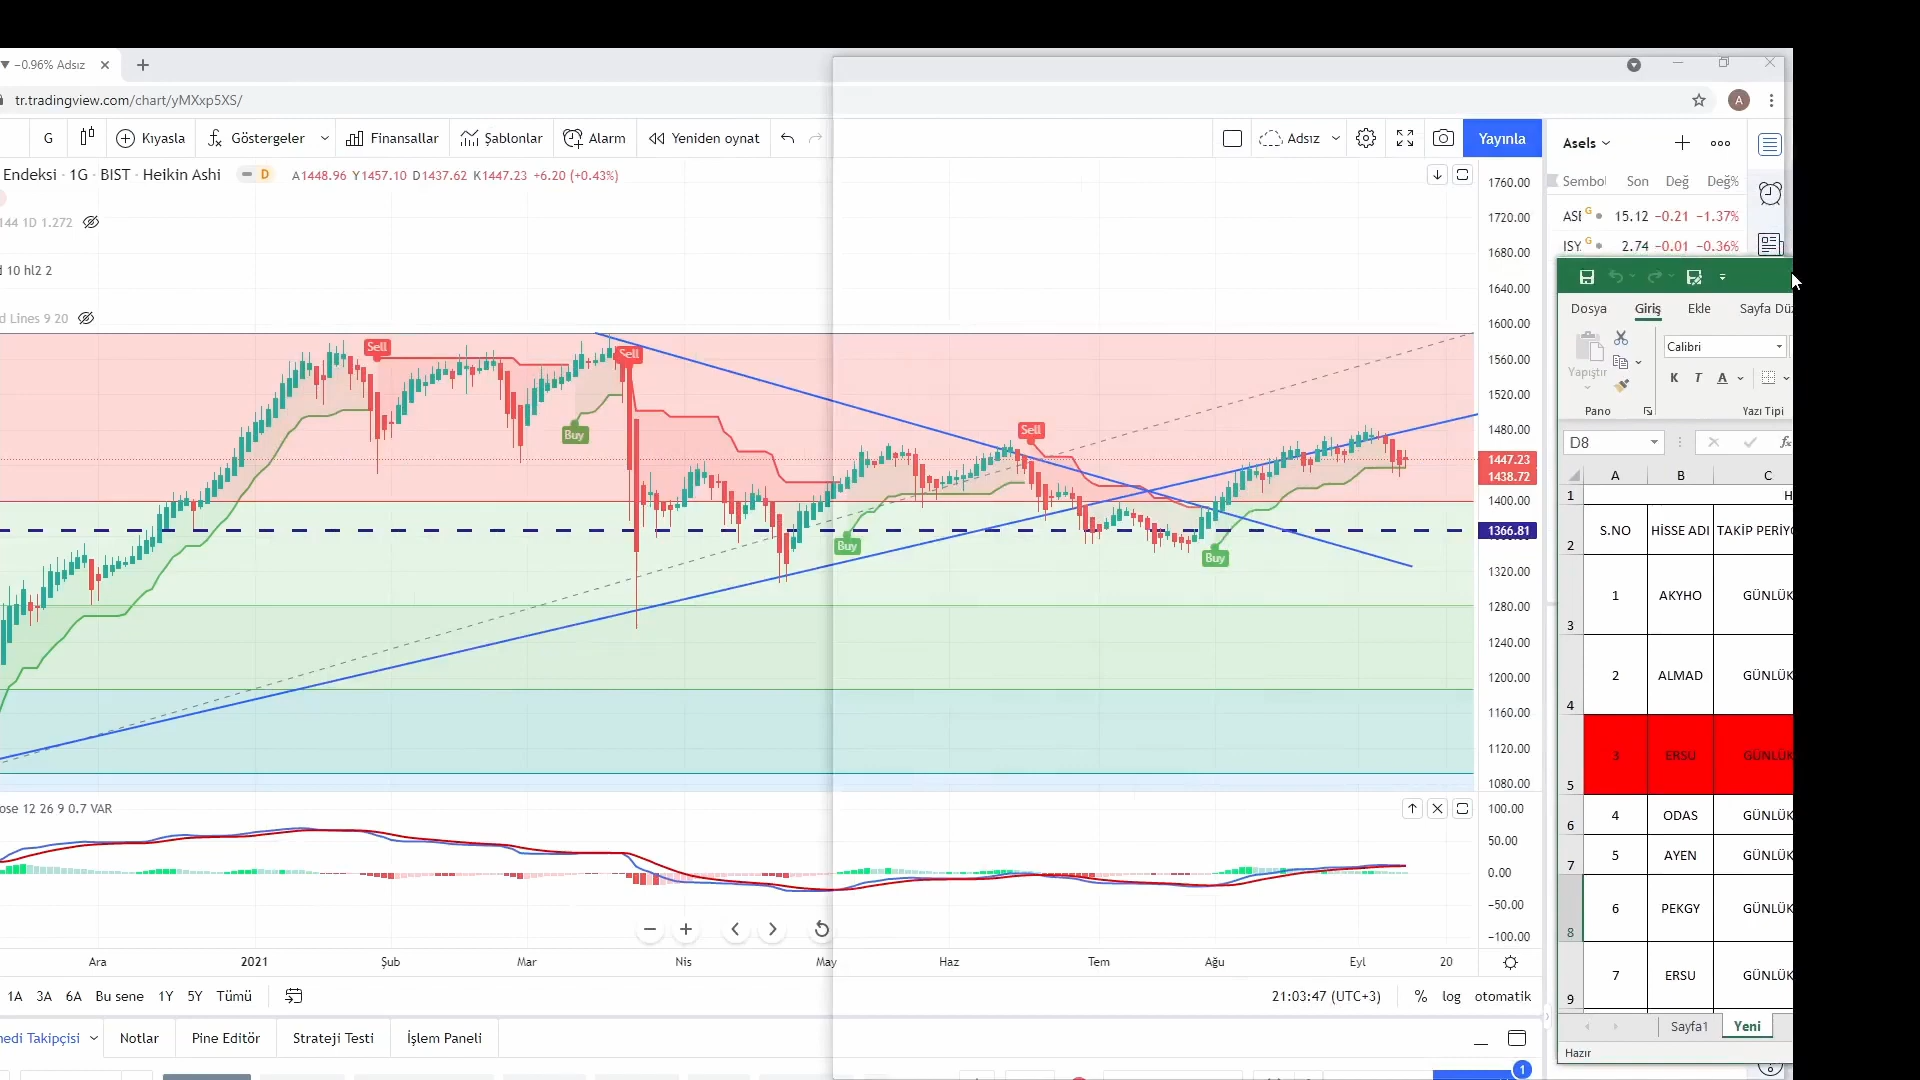 −0.96% Adsız
tr.tradingview.com/chart/yMXxp5XS/
A
G
Kıyasla
Göstergeler
Finansallar
Şablonlar
Alarm
Yeniden oynat
Adsız
Yayınla
Asels
Endeksi · 1G · BIST · Heikin Ashi
D
A1448.96 Y1457.10 D1437.62 K1447.23 +6.20 (+0.43%)
144 1D 1.272
10 hl2 2
Lines 9 20
Sembol Son Değ Değ%
ASE G 15.12 −0.21 −1.37%
ISY. G 2.74 −0.01 −0.36%
1760.00
1720.00
1680.00
1640.00
1600.00
1560.00
1520.00
1480.00
1447.23
1438.72
1400.00
1366.81
1320.00
1280.00
1240.00
1200.00
1160.00
1120.00
1080.00
Sell
Sell
Buy
Sell
Buy
Buy
12 26 9 0.7 VAR
100.00
50.00
0.00
−50.00
−100.00
Ara 2021 Şub Mar Nis May Haz Tem Ağu Eyl 20
1A 3A 6A Bu sene 1Y 5Y Tümü
21:03:47 (UTC+3)
% log otomatik
Takipçisi
Notlar
Pine Editör
Strateji Testi
İşlem Paneli
1
Dosya Giriş Ekle Sayfa
Yapıştır
Calibri
K T A
Pano
Yazı Tipi
D8
fx
A B C
1 H
2 S.NO HİSSE ADI TAKİP
3 1 AKYHO GÜNLÜK
4 2 ALMAD GÜNLÜK
5 3 ERSU GÜNLÜK
6 4 ODAS GÜNLÜK
7 5 AYEN GÜNLÜK
8 6 PEKGY GÜNLÜK
9 7 ERSU GÜNLÜK
Sayfa1 Yeni
Hazır